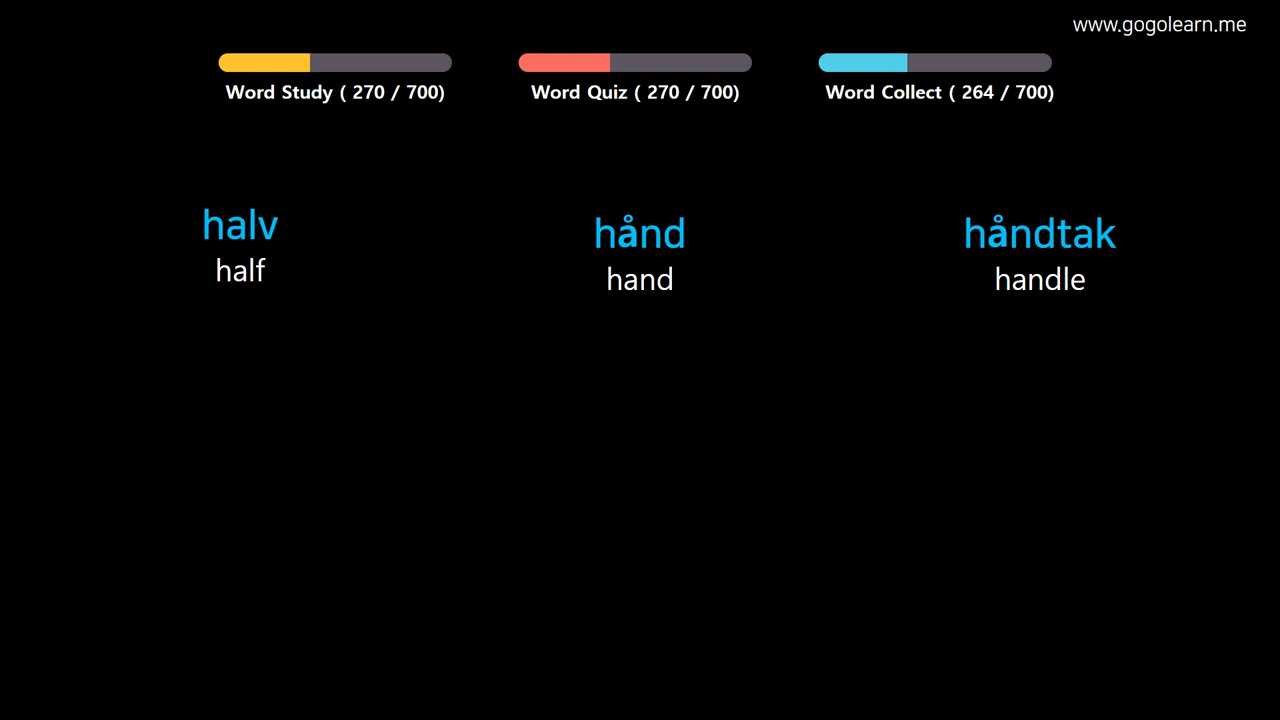 www.gogolearn.me
Word Study ( 270 / 700)
Word Quiz ( 270 / 700)
Word Collect ( 264 / 700)
halv
half
hånd
hand
håndtak
handle